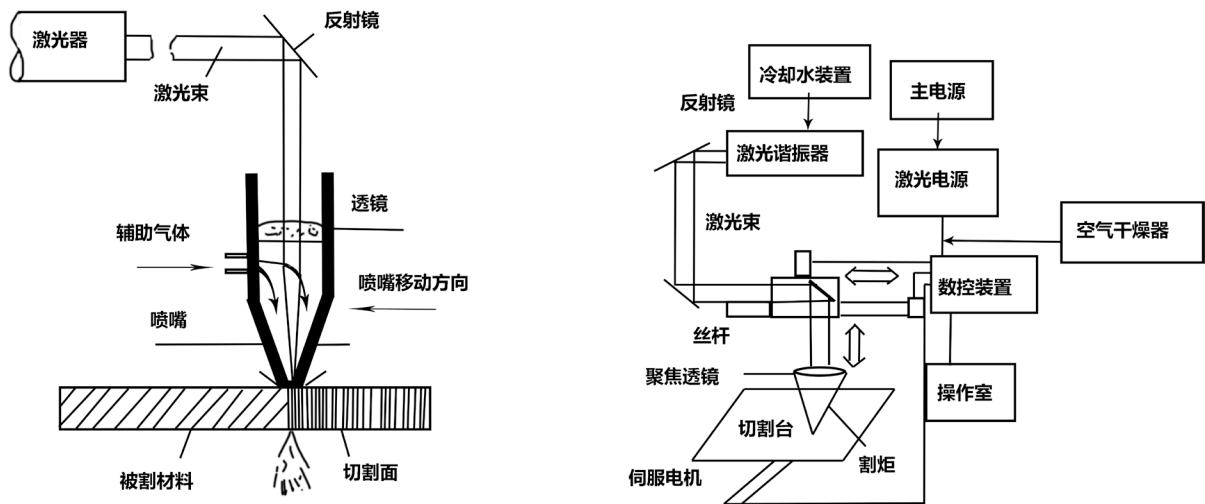 激光器
反射镜
激光束
透镜
辅助气体
喷嘴移动方向
喷嘴
被割材料
切割面
冷却水装置
主电源
反射镜
激光谐振器
激光电源
激光束
空气干燥器
数控装置
丝杆
聚焦透镜
操作室
切割台
割炬
伺服电机